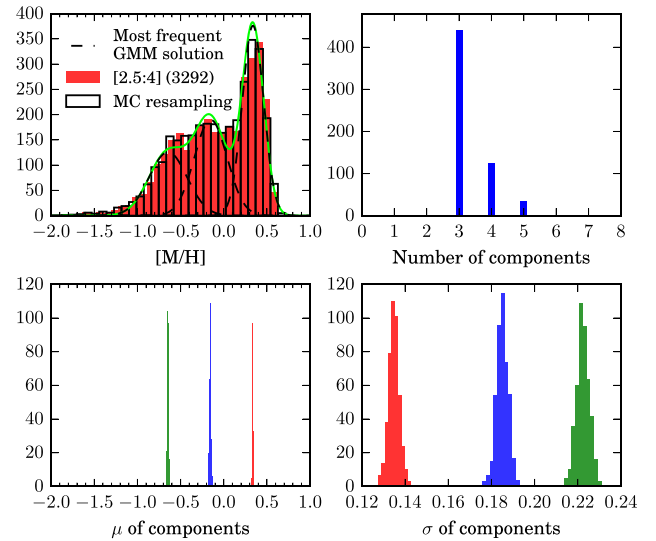 400
350
300
250
200
150
100
50
0
Most frequent
GMM solution
[2.5:4] (3292)
MC resampling
−2.0 −1.5 −1.0 −0.5 0.0 0.5 1.0
[M/H]
400
300
200
100
0
0 1 2 3 4 5 6 7 8
Number of components
120
100
80
60
40
20
0
−2.0 −1.5 −1.0 −0.5 0.0 0.5 1.0
μ of components
120
100
80
60
40
20
0
0.12 0.14 0.16 0.18 0.20 0.22 0.24
σ of components